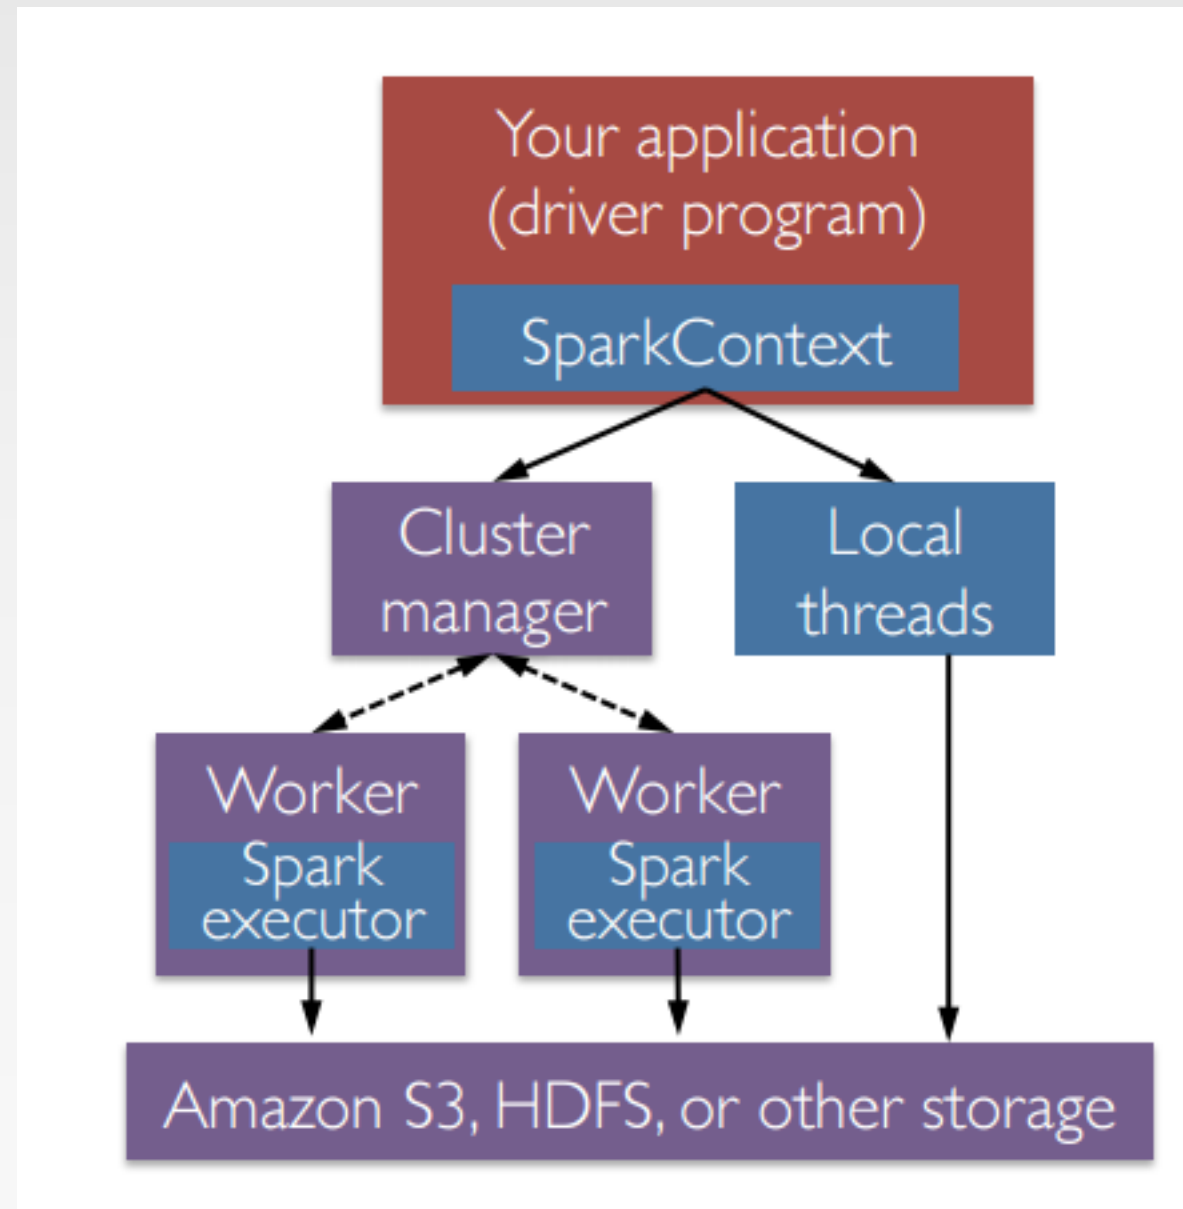 Your application
(driver program)
SparkContext
Cluster
manager
Local
threads
Worker
Spark
executor
Worker
Spark
executor
Amazon S3, HDFS, or other storage